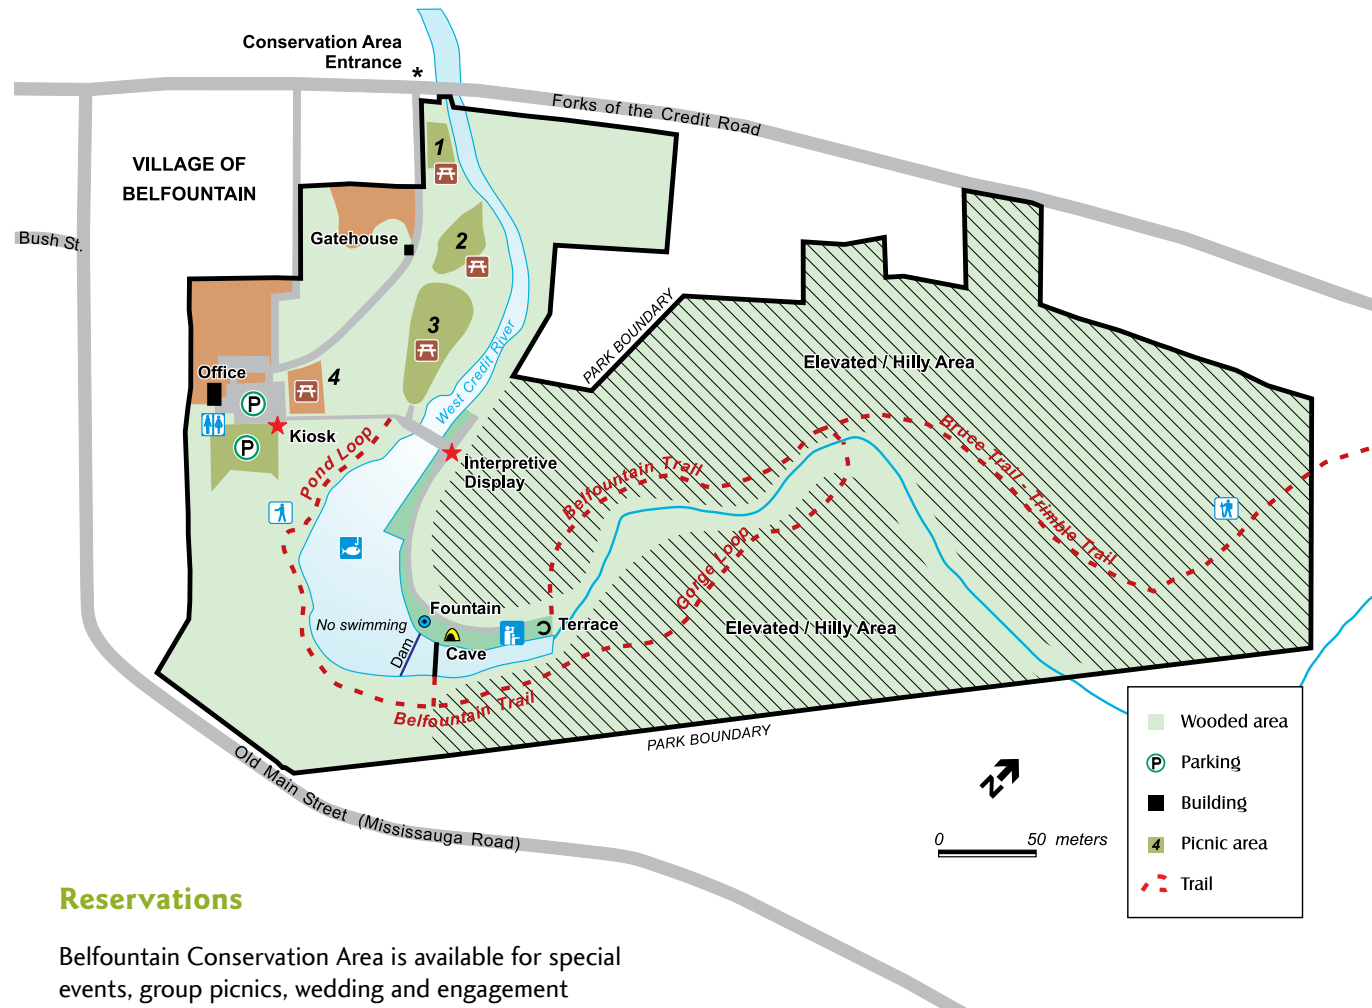 Conservation Area
Entrance
*
Forks of the Credit Road
VILLAGE OF
BELFOUNTAIN
1
Bush St.
Gatehouse
2
3
PARK BOUNDARY
West Credit River
Elevated / Hilly Area
Office
4
P
Kiosk
P
Pond Loop
Interpretive
Display
Belfountain Trail
Bruce Trail - Trimble Trail
Gorge Loop
Fountain
No swimming
Terrace
Elevated / Hilly Area
Dam
Cave
Belfountain Trail
PARK BOUNDARY
Old Main Street (Mississauga Road)
N
0 50 meters
Wooded area
P Parking
Building
4 Picnic area
Trail
Reservations
Belfountain Conservation Area is available for special
events, group picnics, wedding and engagement